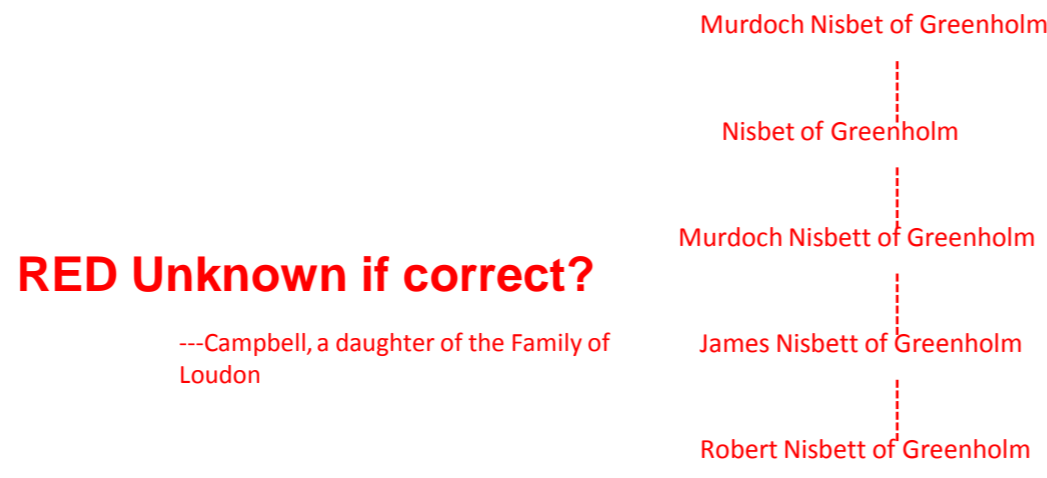 Murdoch Nisbet of Greenholm
Nisbet of Greenholm
Murdoch Nisbett of Greenholm
RED Unknown if correct?
---Campbell, a daughter of the Family of
Loudon
James Nisbett of Greenholm
Robert Nisbett of Greenholm